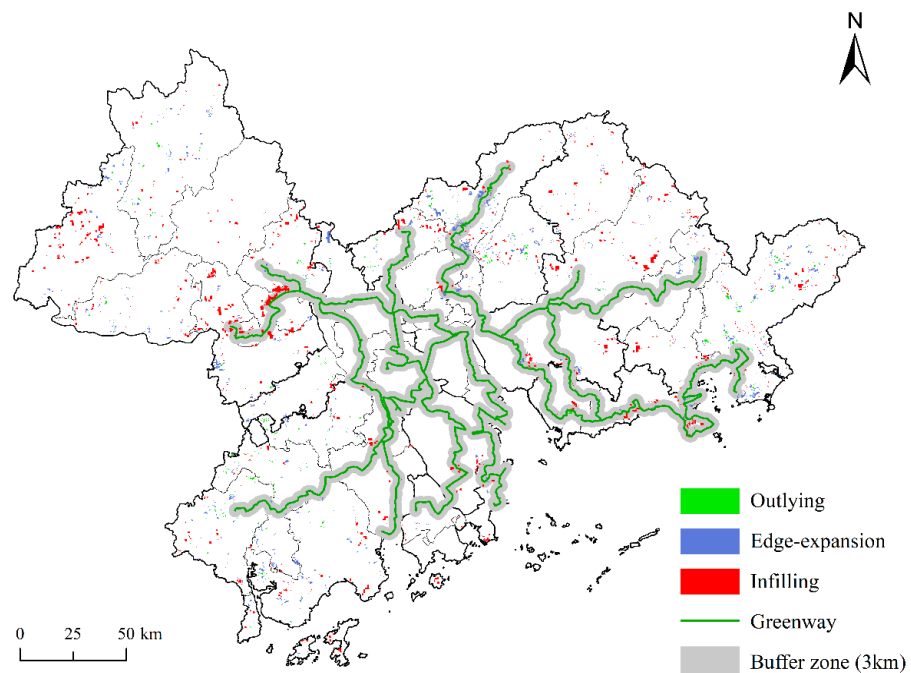 N
Outlying
Edge-expansion
Infilling
Greenway
Buffer zone (3km)
0 25 50 km